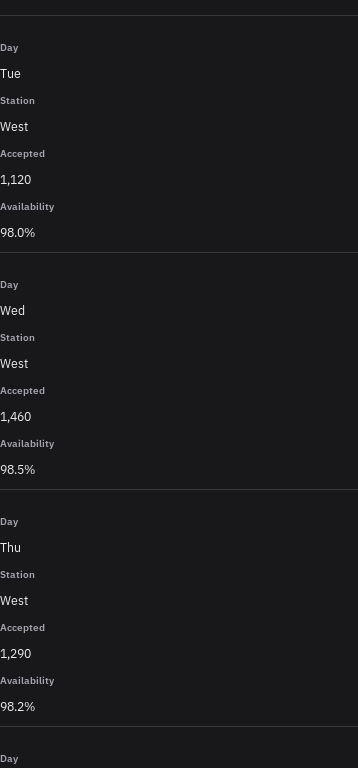 Day
Tue
Station
West
Accepted
1,120
Availability
98.0%
Day
Wed
Station
West
Accepted
1,460
Availability
98.5%
Day
Thu
Station
West
Accepted
1,290
Availability
98.2%
Day